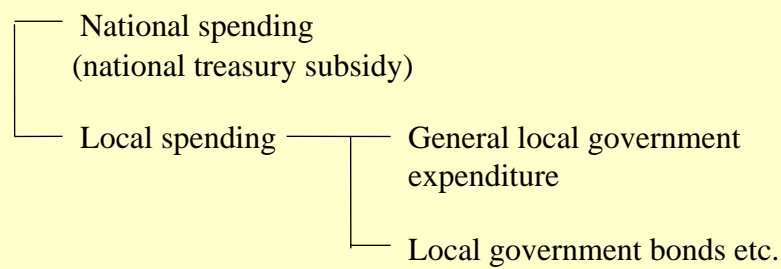 National spending
(national treasury subsidy)
Local spending
General local government
expenditure
Local government bonds etc.